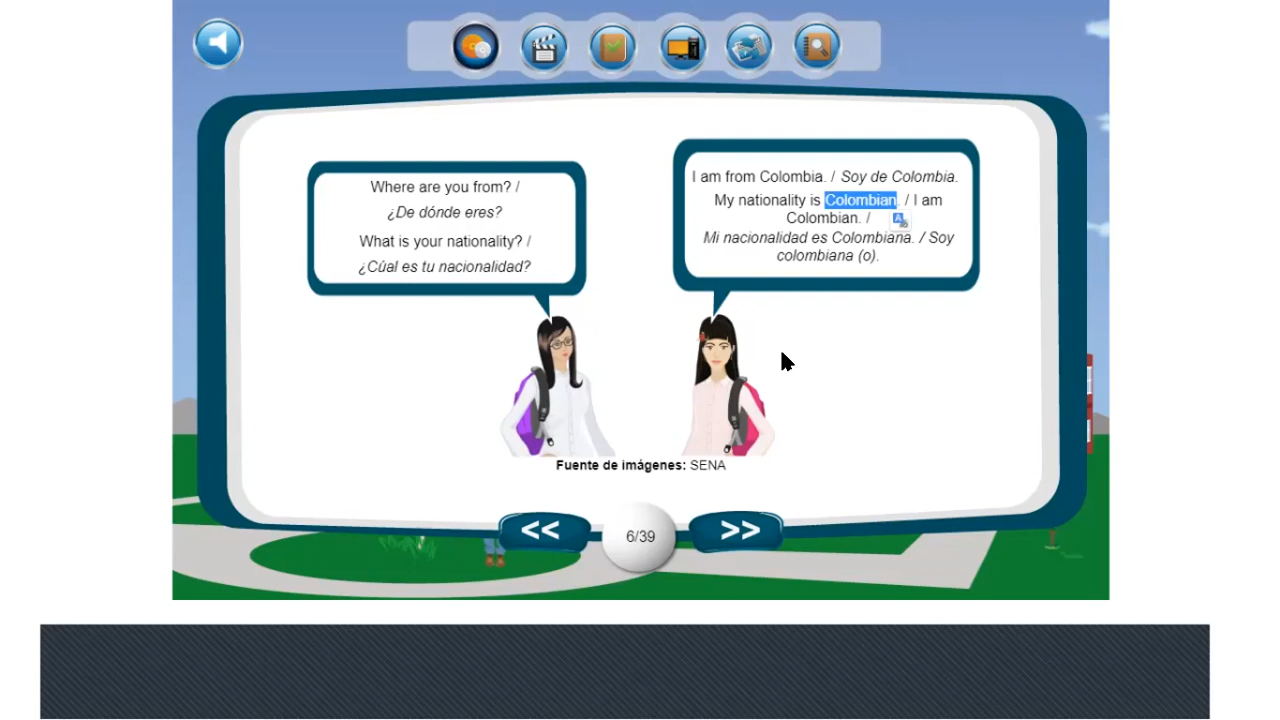 Where are you from? /
¿De dónde eres?
What is your nationality? /
¿Cúal es tu nacionalidad?
I am from Colombia. / Soy de Colombia.
My nationality is Colombian. / I am
Colombian. /
Mi nacionalidad es Colombiana. / Soy
colombiana (o).
Fuente de imágenes: SENA
<< 6/39 >>